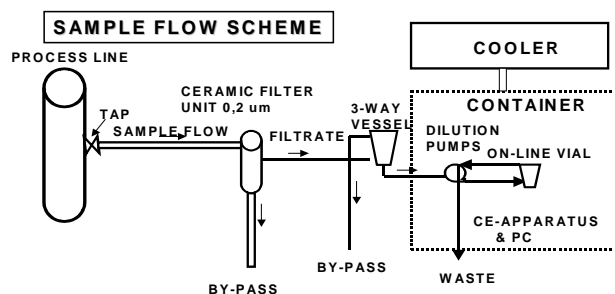 SAMPLE FLOW SCHEME
COOLER
PROCESS LINE
CERAMIC FILTER
UNIT 0,2 um
3-WAY
VESSEL
CONTAINER
TAP
SAMPLE FLOW
FILTRATE
DILUTION
PUMPS
ON-LINE VIAL
CE-APPARATUS
& PC
BY-PASS
BY-PASS
WASTE